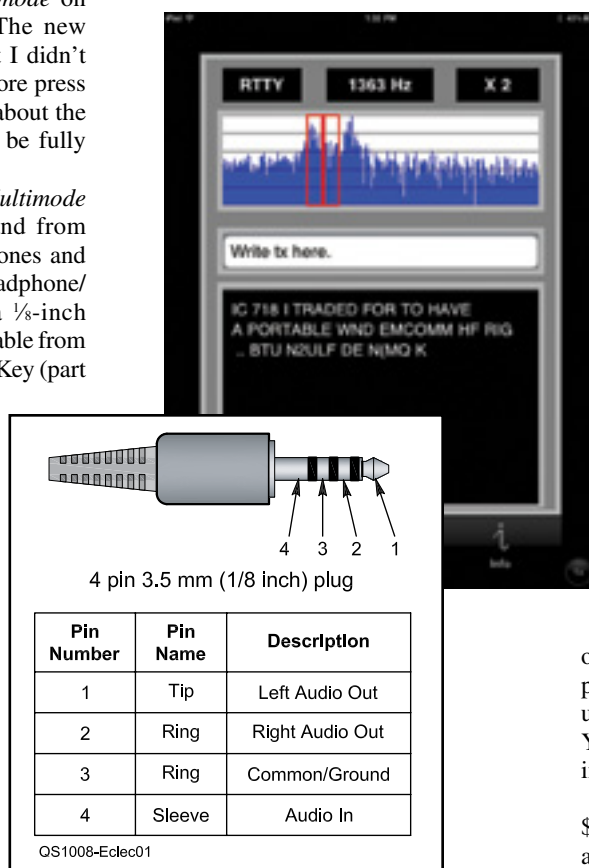 mode on
The new
I didn't
ore press
about the
be fully
ultimode
nd from
ones and
adphone/
a ⅛-inch
able from
Key (part
RTTY 1363 Hz X 2
Write tx here.
IC 718 I TRADED FOR TO HAVE
A PORTABLE WND EMCOMM HF RIG
.. BTU N2ULF DE N(MQ K
Info
4 3 2 1
4 pin 3.5 mm (1/8 inch) plug
Pin Number Pin Name Description
1 Tip Left Audio Out
2 Ring Right Audio Out
3 Ring Common/Ground
4 Sleeve Audio In
QS1008-Eclec01
o
p
u
Y
i
$
a